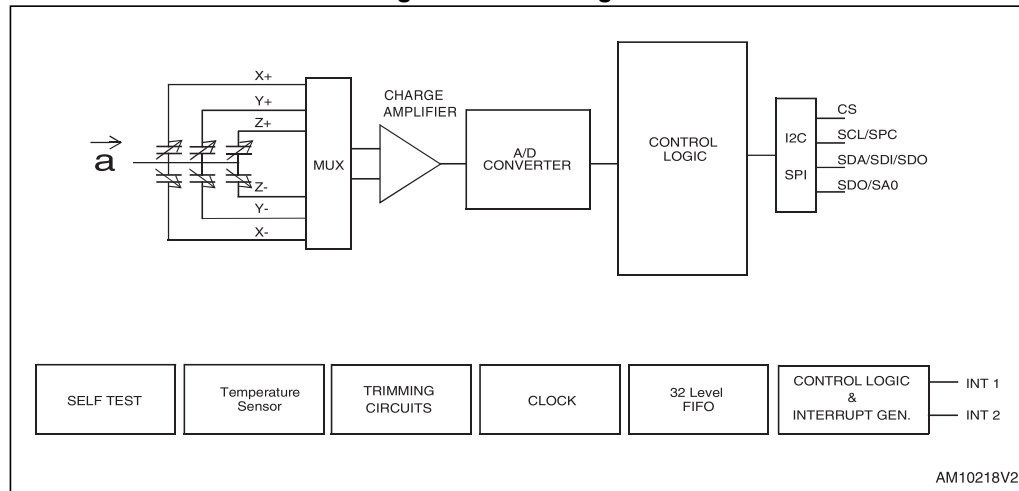 X+
Y+
Z+
a
Z-
Y-
X-
MUX
CHARGE
AMPLIFIER
A/D
CONVERTER
CONTROL
LOGIC
I2C
SPI
CS
SCL/SPC
SDA/SDI/SDO
SDO/SA0
SELF TEST
Temperature
Sensor
TRIMMING
CIRCUITS
CLOCK
32 Level
FIFO
CONTROL LOGIC
&
INTERRUPT GEN.
INT 1
INT 2
AM10218V2